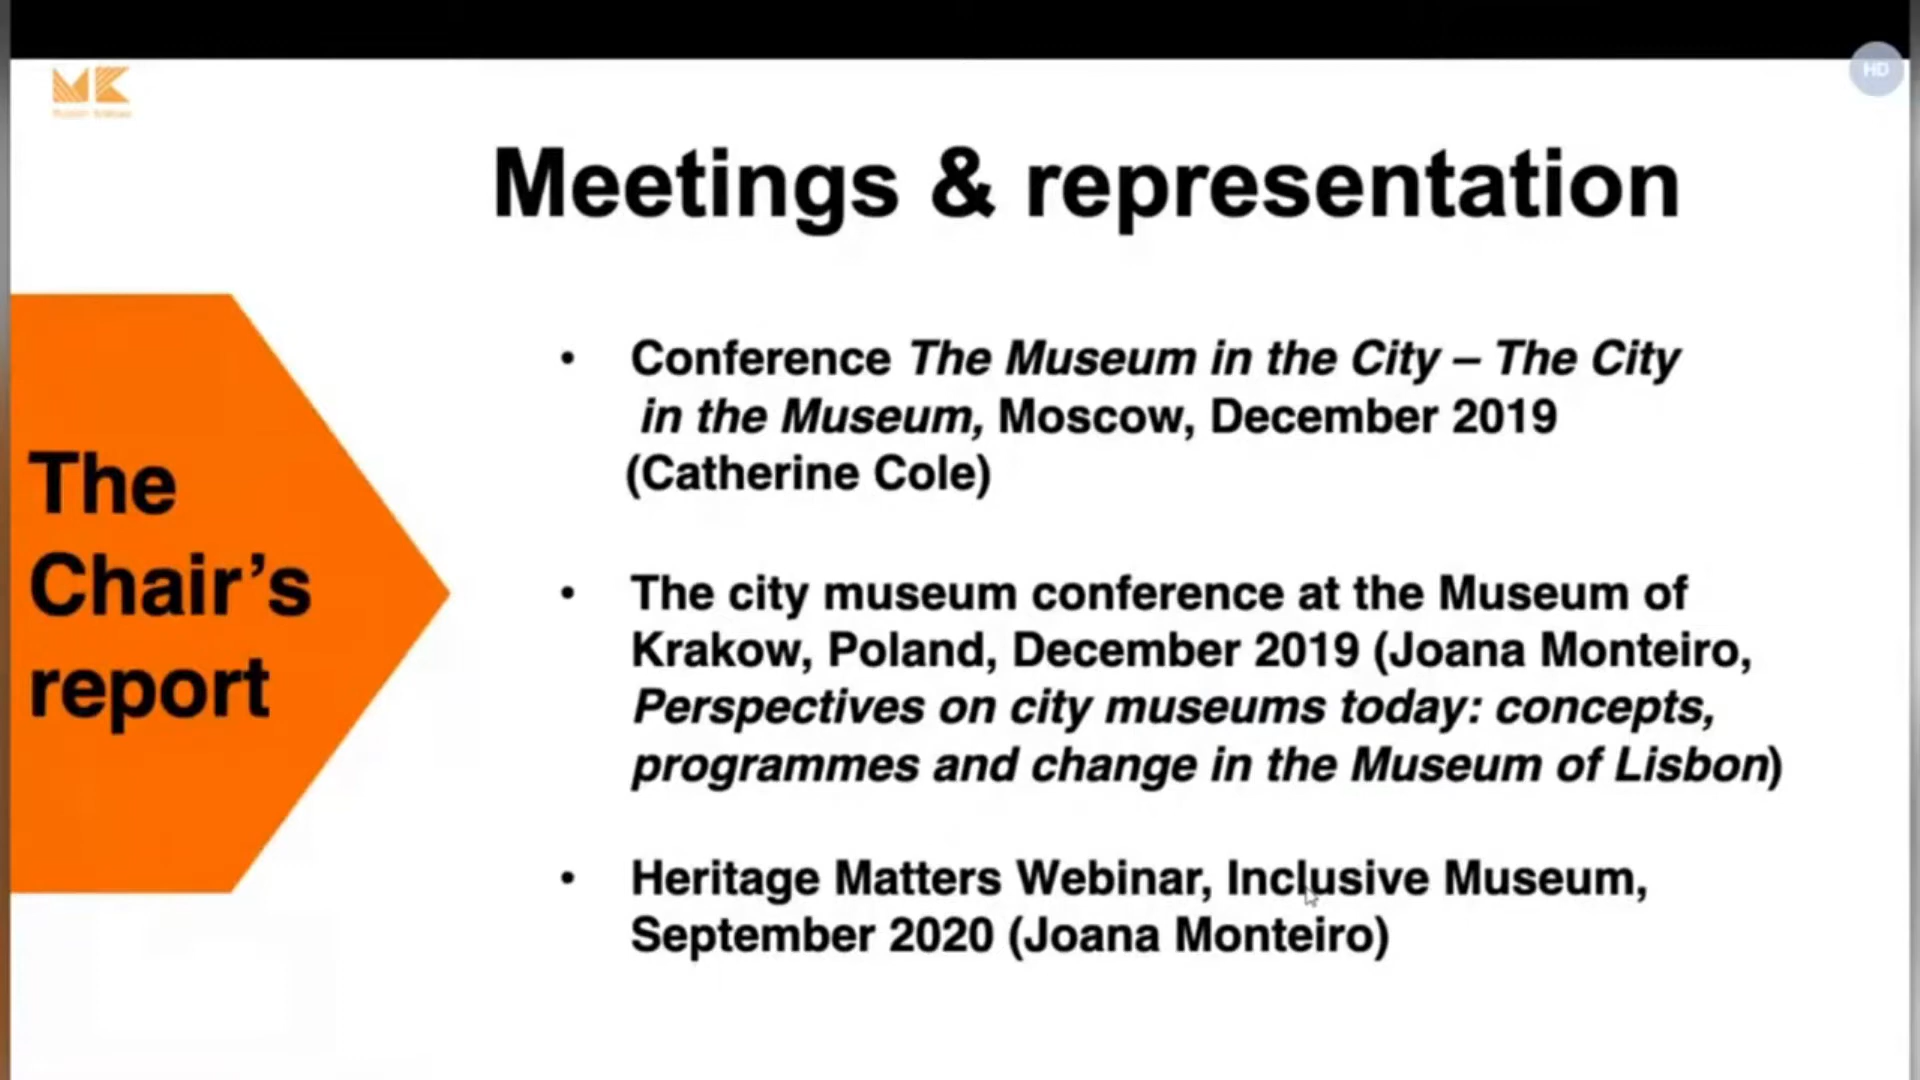 MK
HD
Meetings & representation
The
Chair’s
report
• Conference The Museum in the City – The City
in the Museum, Moscow, December 2019
(Catherine Cole)
• The city museum conference at the Museum of
Krakow, Poland, December 2019 (Joana Monteiro,
Perspectives on city museums today: concepts,
programmes and change in the Museum of Lisbon)
• Heritage Matters Webinar, Inclusive Museum,
September 2020 (Joana Monteiro)